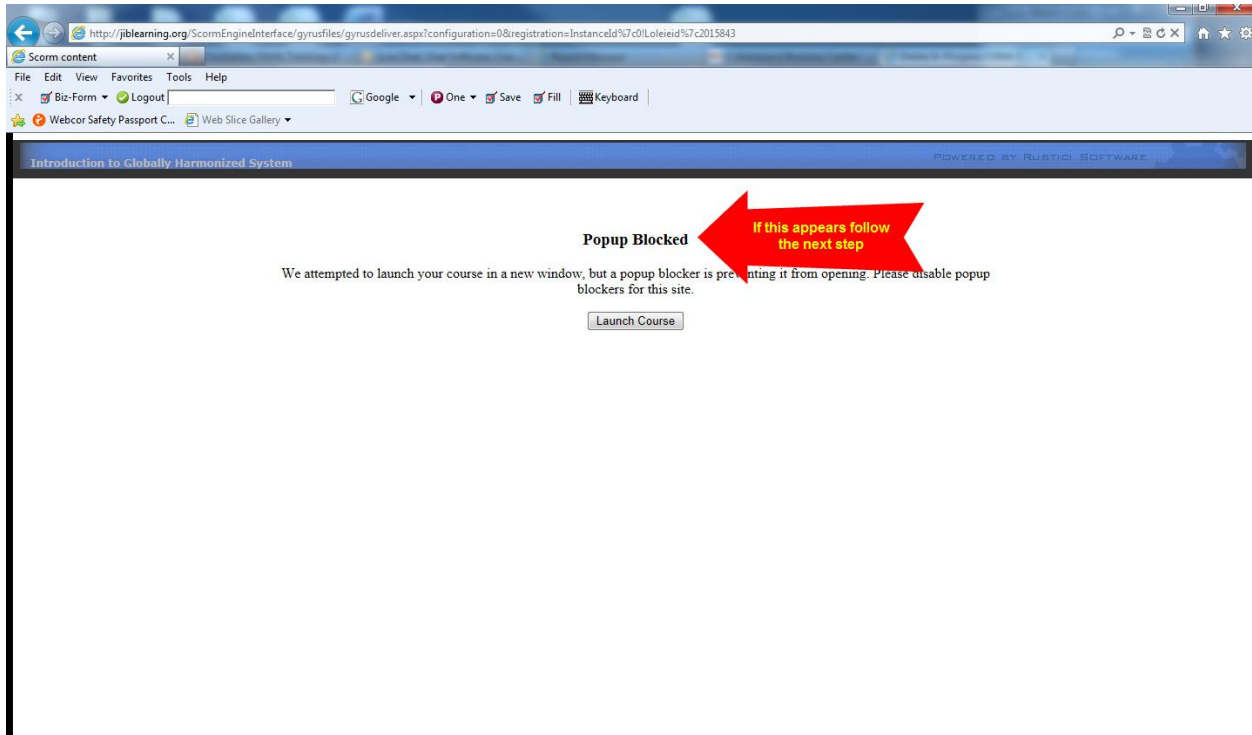 http://jiblearning.org/ScormEngineInterface/gyrusfiles/gyrusdeliver.aspx?configuration=0&registration=InstanceId%7c0!Loleieid%7c2015843
Scorm content
File Edit View Favorites Tools Help
x Biz-Form Logout Google One Save Fill Keyboard
Webcor Safety Passport C... Web Slice Gallery
Introduction to Globally Harmonized System POWERED BY RUSTICI SOFTWARE
If this appears follow
the next step
Popup Blocked
We attempted to launch your course in a new window, but a popup blocker is preventing it from opening. Please disable popup
blockers for this site.
Launch Course